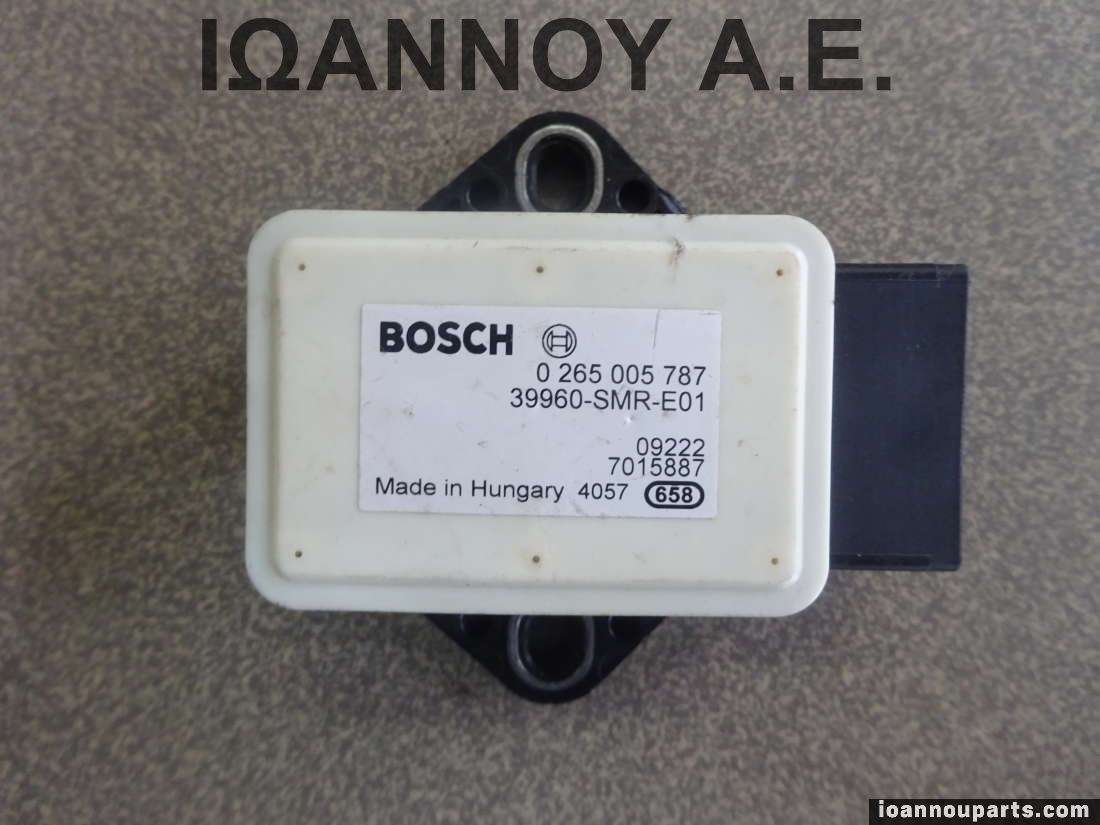 ΙΩΑΝΝΟΥ Α.Ε.
BOSCH
0 265 005 787
39960-SMR-E01
09222
7015887
Made in Hungary 4057 658
ioannouparts.com